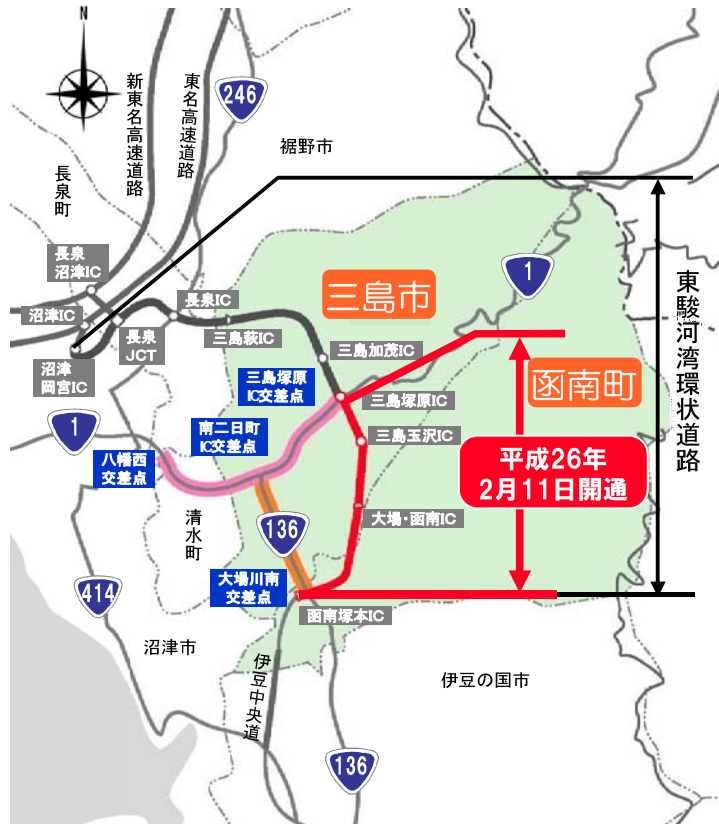 N
新東名高速道路
東名高速道路
246
裾野市
長泉町
長泉
沼津IC
沼津IC
長泉IC
長泉
JCT
三島萩IC
沼津
岡宮IC
三島市
1
東駿河湾環状道路
三島加茂IC
三島塚原
IC交差点
三島塚原IC
函南町
1
南二日町
IC交差点
三島玉沢IC
八幡西
交差点
平成26年
2月11日開通
清水町
136
大場・函南IC
414
大場川南
交差点
函南塚本IC
沼津市
伊豆中央道
伊豆の国市
136